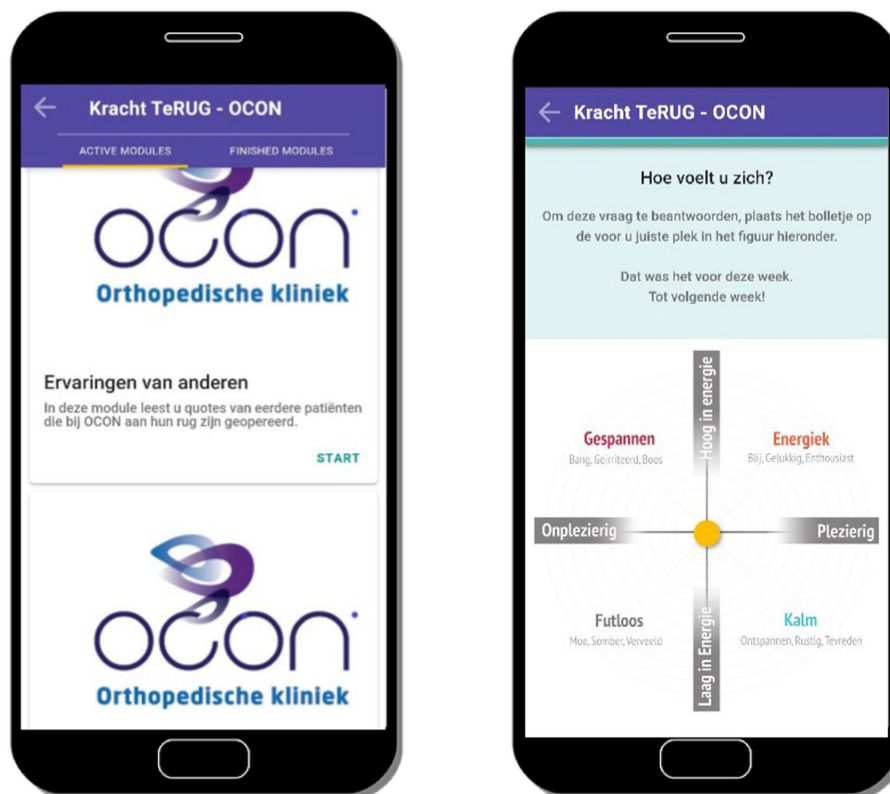 Kracht TeRUG - OCON
ACTIVE MODULES
FINISHED MODULES
ocon
Orthopedische kliniek
Ervaringen van anderen
In deze module leest u quotes van eerdere patiënten
die bij OCON aan hun rug zijn geopereerd.
START
ocon
Orthopedische kliniek
Kracht TeRUG - OCON
Hoe voelt u zich?
Om deze vraag te beantwoorden, plaats het bolletje op
de voor u juiste plek in het figuur hieronder.
Dat was het voor deze week.
Tot volgende week!
Hoog in energie
Gespannen
Bang, Geïrriteerd, Boos
Energiek
Blij, Gelukkig, Enthousiast
Onplezierig
Plezierig
Futloos
Moe, Somber, Verveeld
Kalm
Ontspannen, Rustig, Tevreden
Laag in Energie